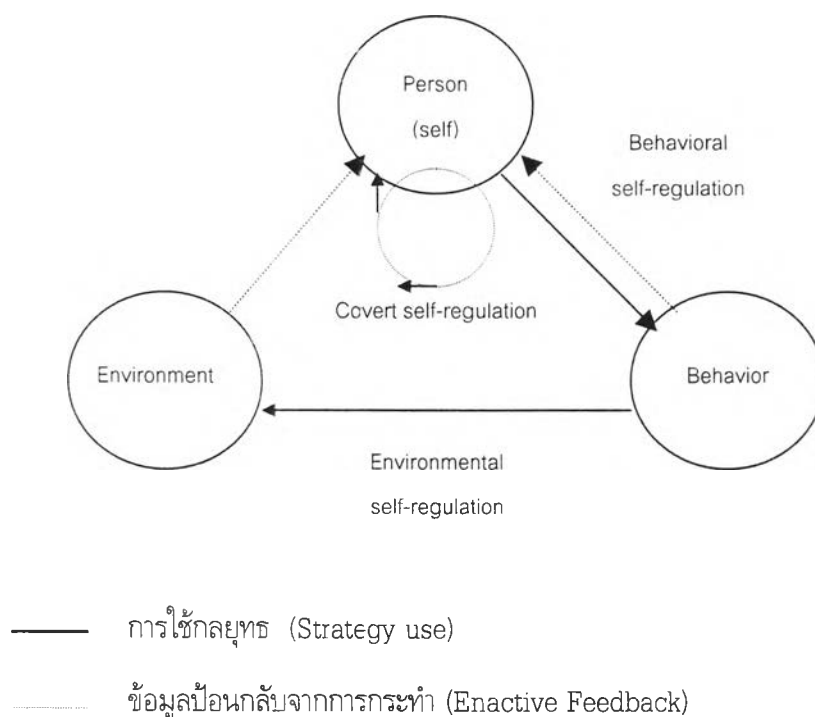 Person
(self)
Behavioral
self-regulation
Covert self-regulation
Environment
Behavior
Environmental
self-regulation
การใช้กลยุทธ (Strategy use)
ข้อมูลป้อนกลับจากการกระทำ (Enactive Feedback)